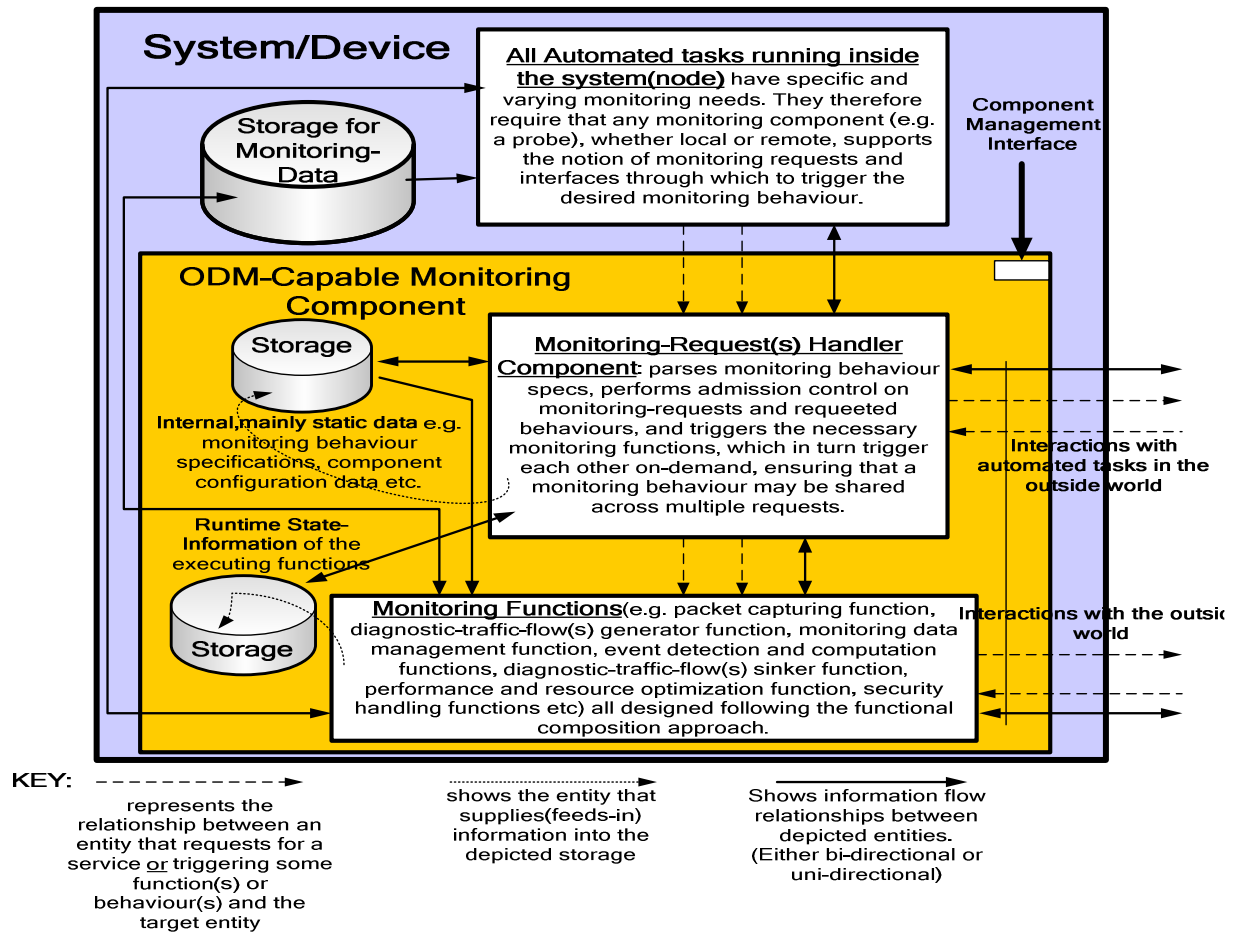 System/Device
All Automated tasks running inside
the system(node) have specific and
varying monitoring needs. They therefore
require that any monitoring component (e.g.
a probe), whether local or remote, supports
the notion of monitoring requests and
interfaces through which to trigger the
desired monitoring behaviour.
Component
Management
Interface
Storage for
Monitoring-
Data
ODM-Capable Monitoring
Component
Storage
Internal,mainly static data e.g.
monitoring behaviour
specifications, component
configuration data etc.
Monitoring-Request(s) Handler
Component: parses monitoring behaviour
specs, performs admission control on
monitoring-requests and requeeted
behaviours, and triggers the necessary
monitoring functions, which in turn trigger
each other on-demand, ensuring that a
monitoring behaviour may be shared
across multiple requests.
Interactions with
automated tasks in the
outside world
Runtime State-
Information of the
executing functions
Storage
Monitoring Functions(e.g. packet capturing function,
diagnostic-traffic-flow(s) generator function, monitoring data
management function, event detection and computation
functions, diagnostic-traffic-flow(s) sinker function,
performance and resource optimization function, security
handling functions etc) all designed following the functional
composition approach.
Interactions with the outsic
world
KEY:
represents the
relationship between an
entity that requests for a
service or triggering some
function(s) or
behaviour(s) and the
target entity
shows the entity that
supplies(feeds-in)
information into the
depicted storage
Shows information flow
relationships between
depicted entities.
(Either bi-directional or
uni-directional)